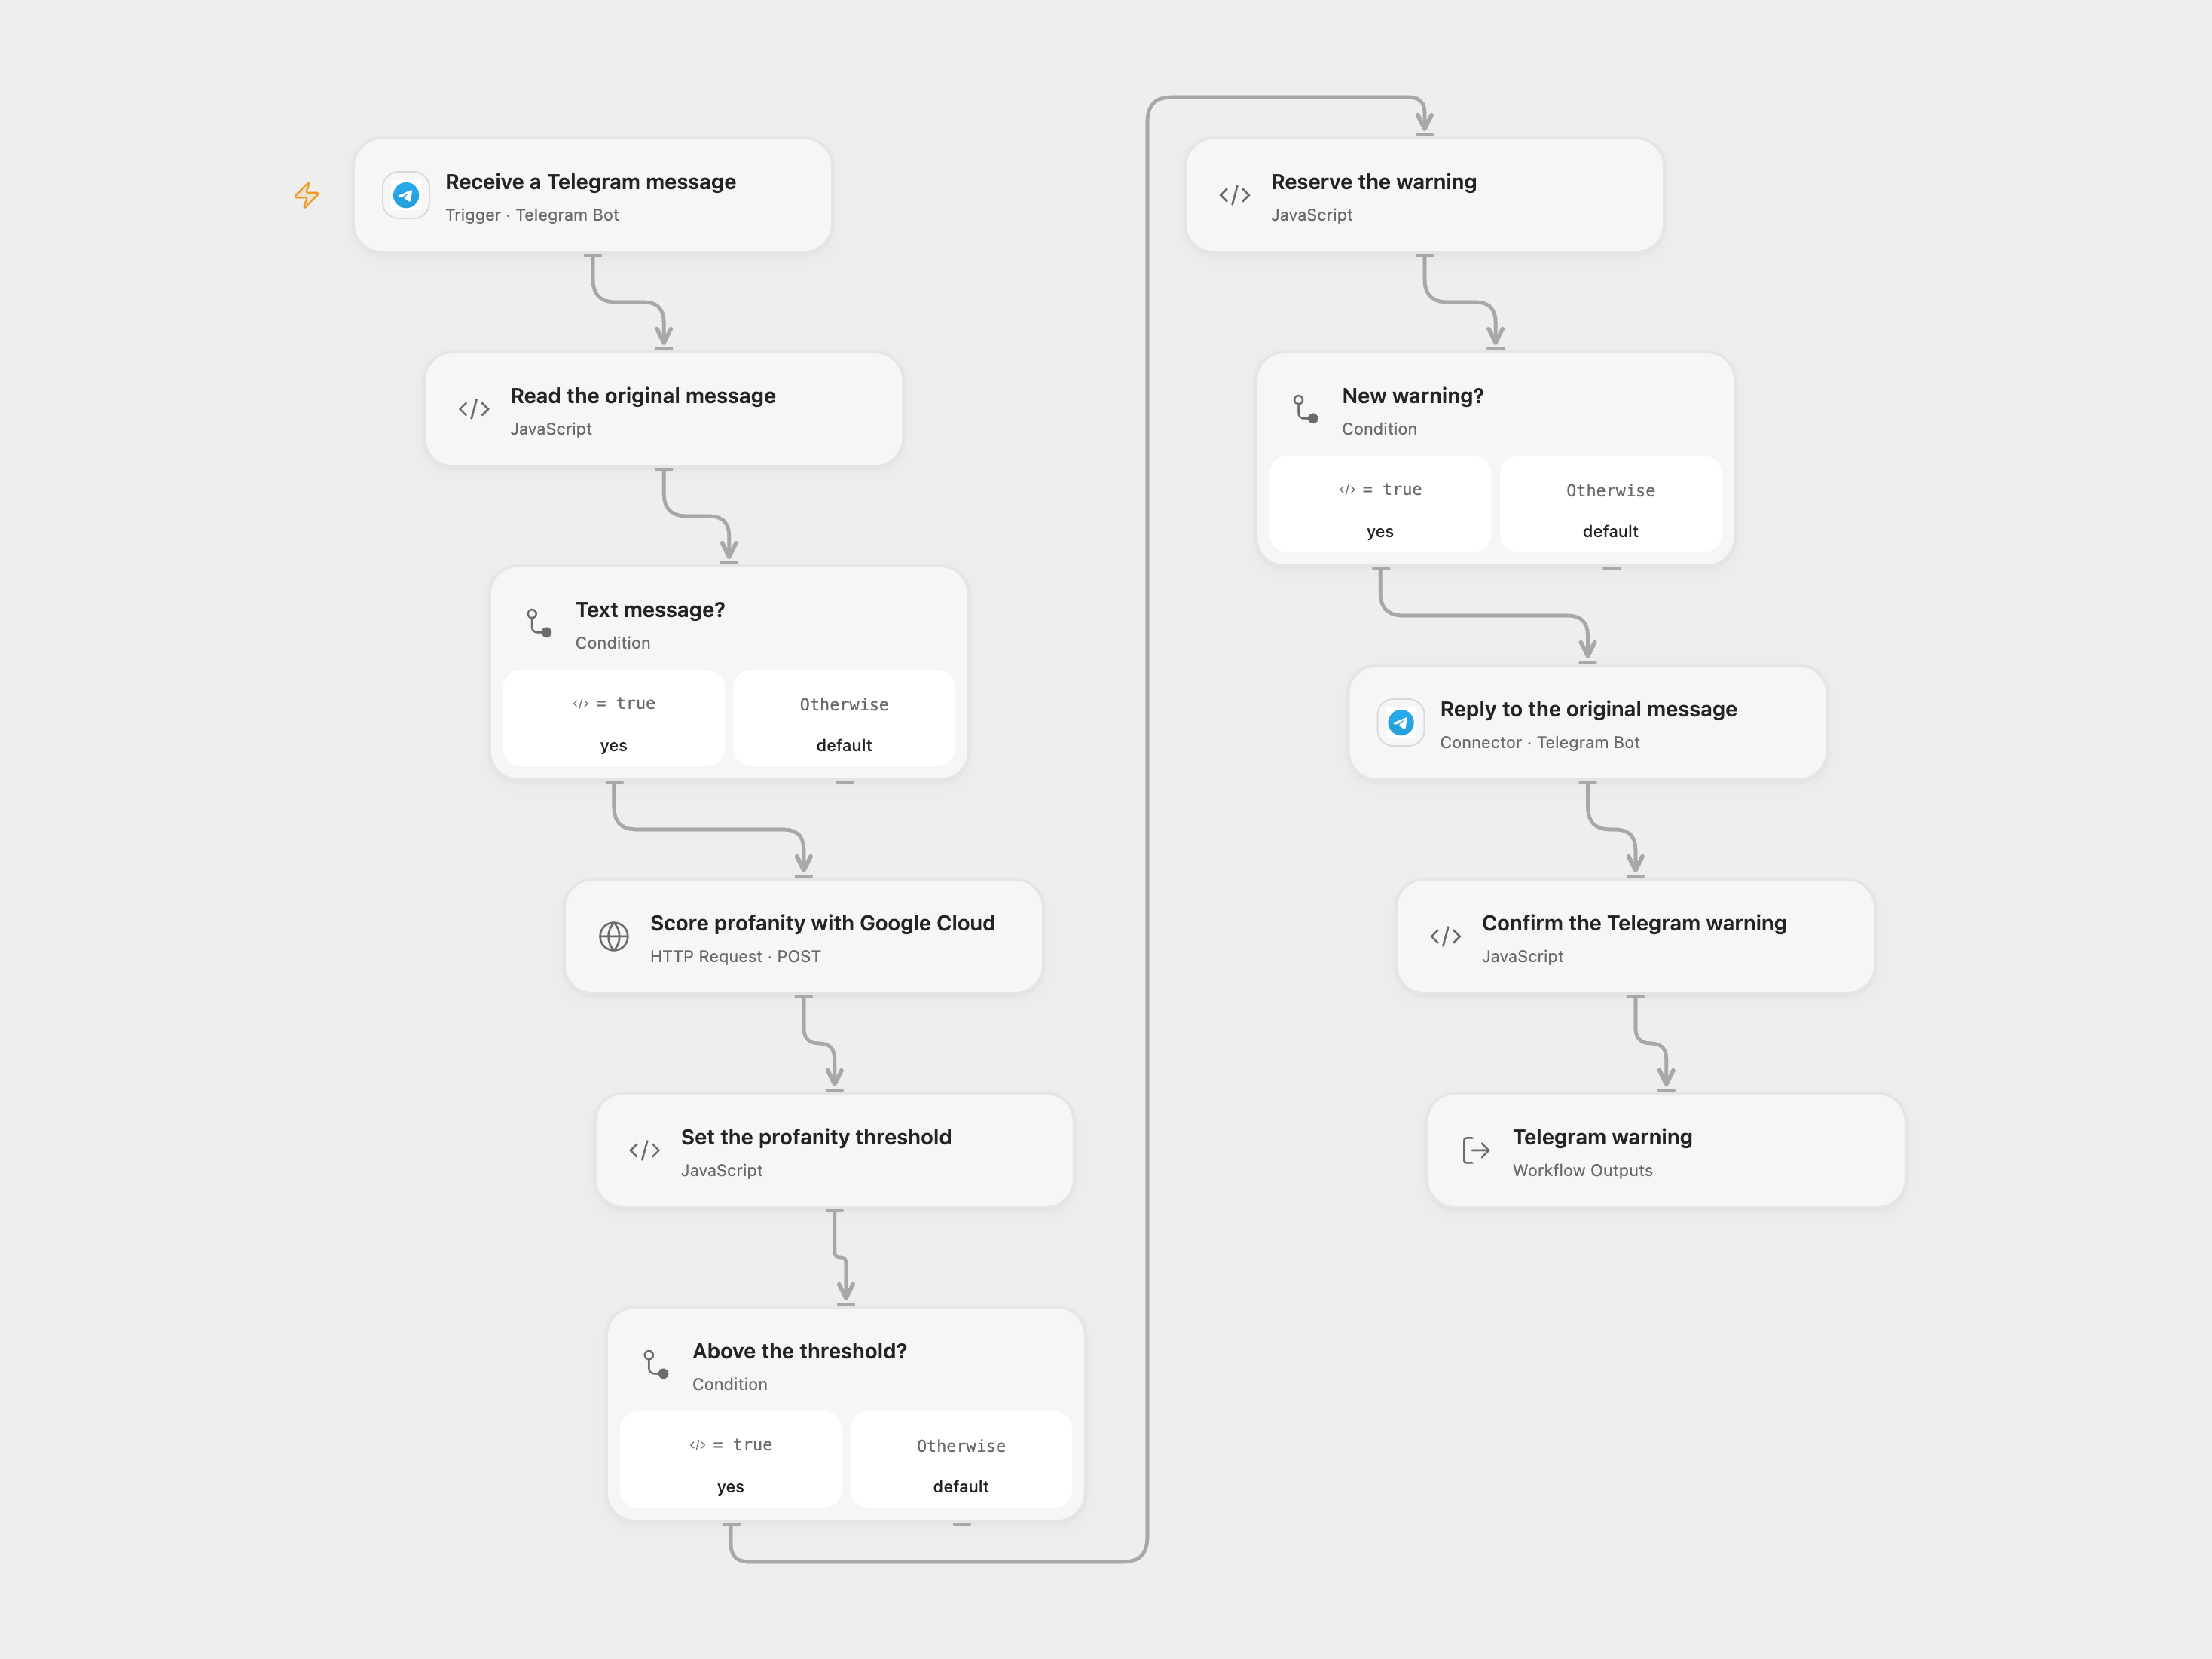 Receive a Telegram message
Trigger · Telegram Bot
Read the original message
JavaScript
Text message?
Condition
</> = true
Otherwise
yes
default
Score profanity with Google Cloud
HTTP Request · POST
Set the profanity threshold
JavaScript
Above the threshold?
Condition
</> = true
Otherwise
yes
default
Reserve the warning
JavaScript
New warning?
Condition
</> = true
Otherwise
yes
default
Reply to the original message
Connector · Telegram Bot
Confirm the Telegram warning
JavaScript
Telegram warning
Workflow Outputs